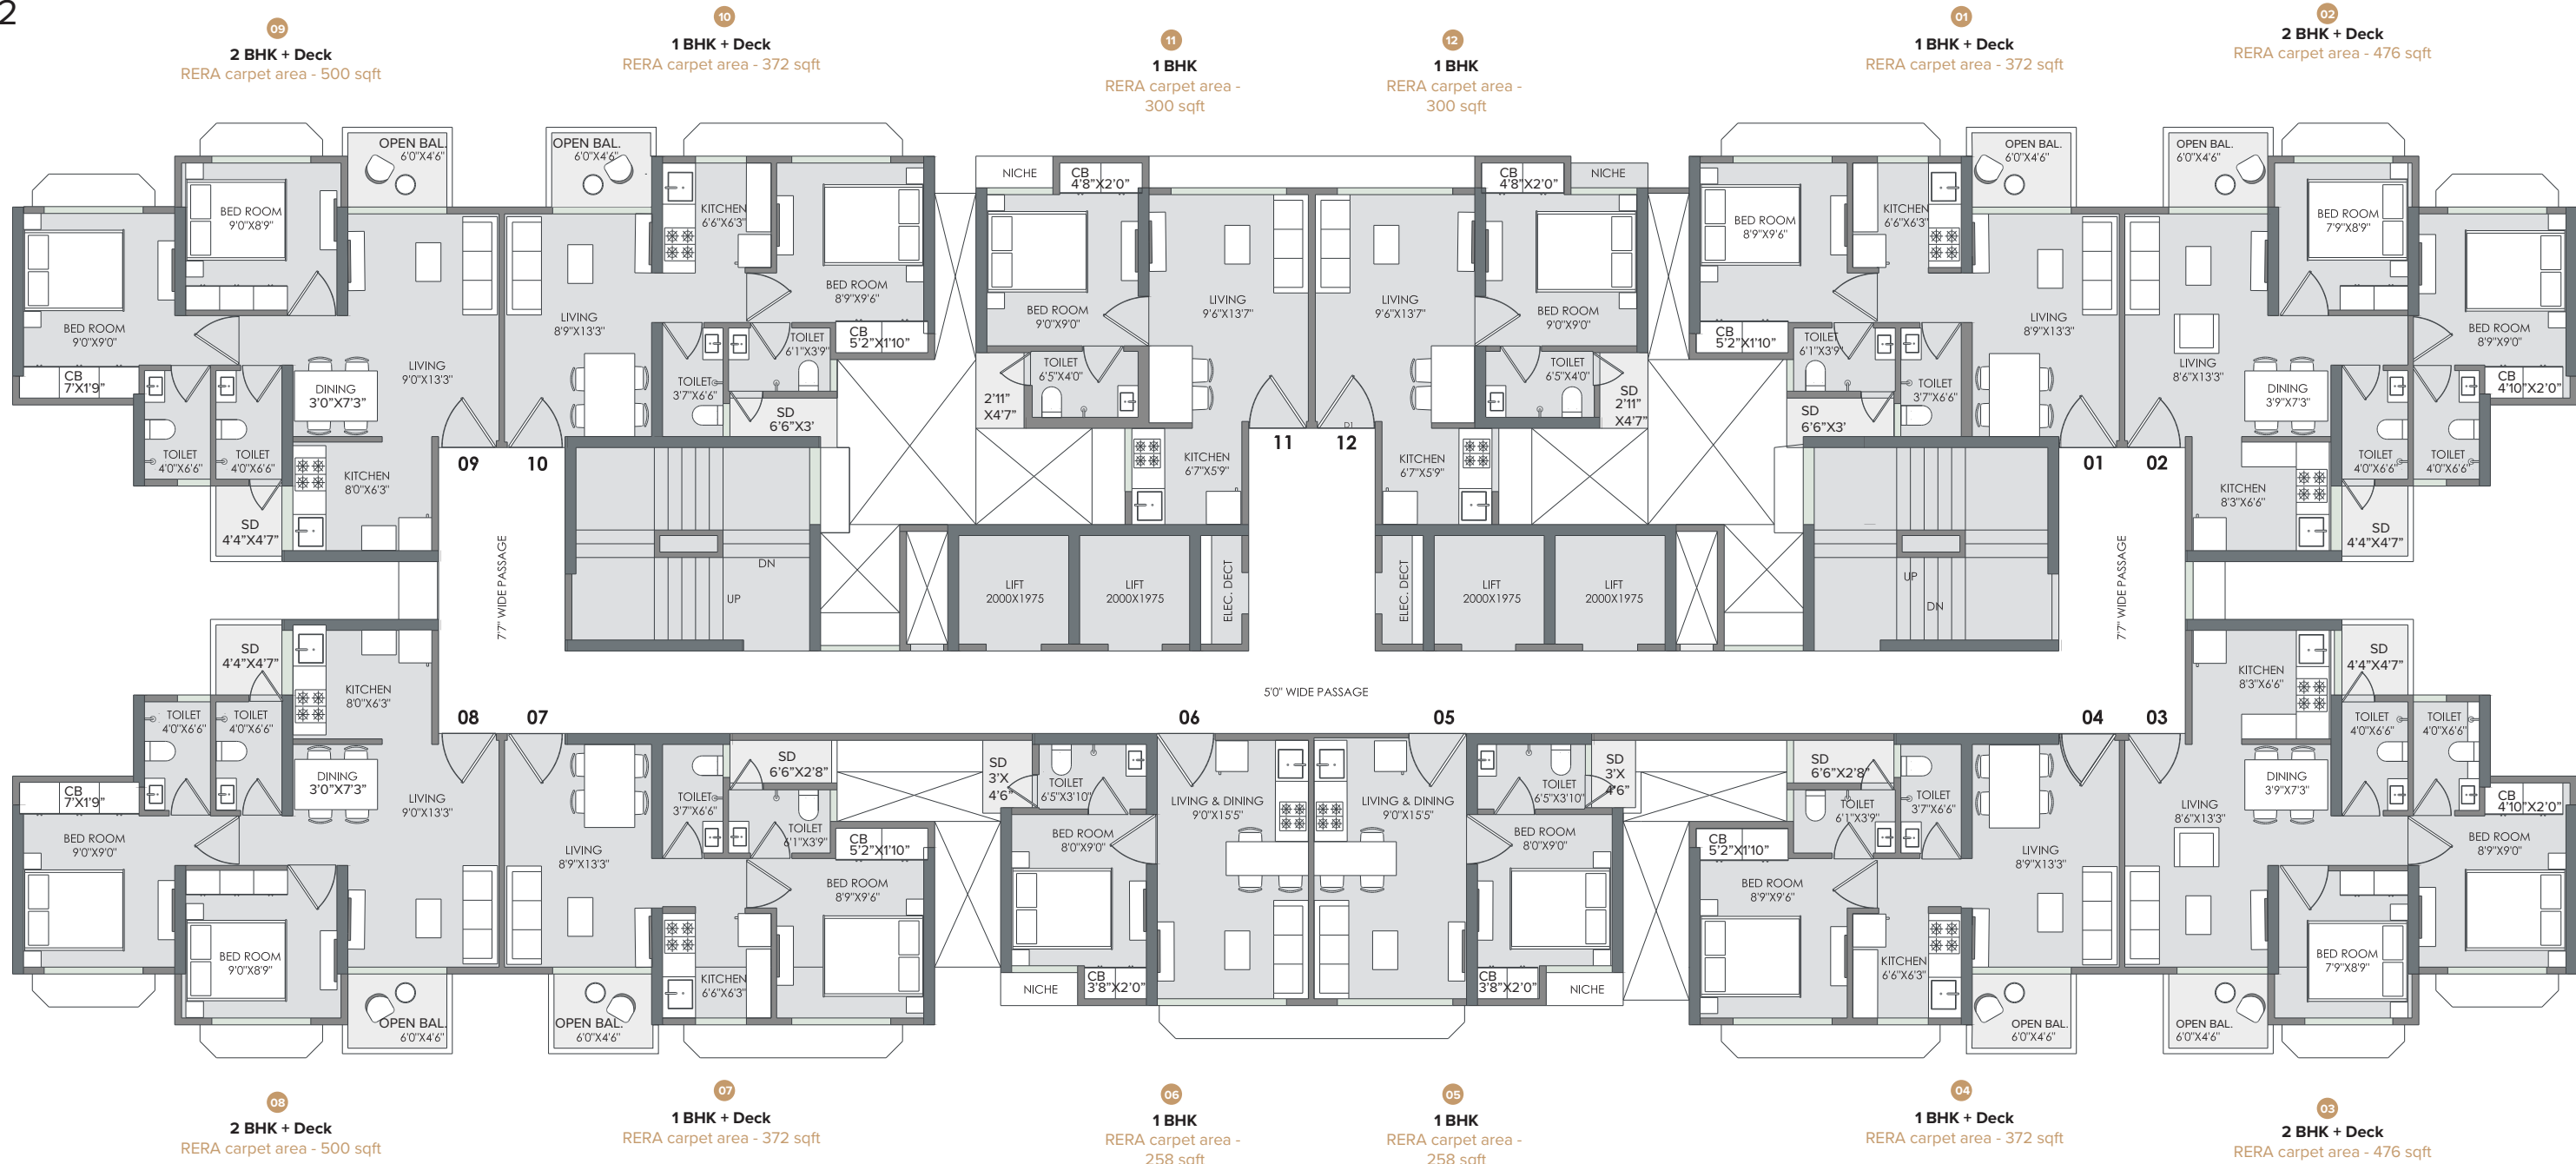 2
09
2 BHK + Deck
RERA carpet area - 500 sqft
10
1 BHK + Deck
RERA carpet area - 372 sqft
11
1 BHK
RERA carpet area -
300 sqft
12
1 BHK
RERA carpet area -
300 sqft
01
1 BHK + Deck
RERA carpet area - 372 sqft
02
2 BHK + Deck
RERA carpet area - 476 sqft
OPEN BAL.
6'0"X4'6"
BED ROOM
9'0"X8'9"
BED ROOM
9'0"X9'0"
CB
7'X1'9"
LIVING
9'0"X13'3"
DINING
3'0"X7'3"
TOILET
4'0"X6'6"
TOILET
4'0"X6'6"
KITCHEN
8'0"X6'3"
SD
4'4"X4'7"
09
OPEN BAL.
6'0"X4'6"
KITCHEN
6'6"X6'3"
BED ROOM
8'9"X9'6"
LIVING
8'9"X13'3"
CB
5'2"X1'10"
TOILET
6'1"X3'9"
TOILET
3'7"X6'6"
SD
6'6"X3'
10
NICHE
CB
4'8"X2'0"
BED ROOM
9'0"X9'0"
LIVING
9'6"X13'7"
TOILET
6'5"X4'0"
2'11"
X4'7"
KITCHEN
6'7"X5'9"
11
CB
4'8"X2'0"
NICHE
LIVING
9'6"X13'7"
BED ROOM
9'0"X9'0"
TOILET
6'5"X4'0"
SD
2'11"
X4'7"
KITCHEN
6'7"X5'9"
12
BED ROOM
8'9"X9'6"
KITCHEN
6'6"X6'3"
OPEN BAL.
6'0"X4'6"
LIVING
8'9"X13'3"
CB
5'2"X1'10"
TOILET
6'1"X3'9"
TOILET
3'7"X6'6"
SD
6'6"X3'
01
OPEN BAL.
6'0"X4'6"
BED ROOM
7'9"X8'9"
BED ROOM
8'9"X9'0"
LIVING
8'6"X13'3"
DINING
3'9"X7'3"
CB
4'10"X2'0"
TOILET
4'0"X6'6"
TOILET
4'0"X6'6"
KITCHEN
8'3"X6'6"
SD
4'4"X4'7"
02
7'7" WIDE PASSAGE
DN
UP
LIFT
2000X1975
LIFT
2000X1975
ELEC. DECT
ELEC. DECT
LIFT
2000X1975
LIFT
2000X1975
UP
DN
7'7" WIDE PASSAGE
5'0" WIDE PASSAGE
SD
4'4"X4'7"
KITCHEN
8'0"X6'3"
08
TOILET
4'0"X6'6"
TOILET
4'0"X6'6"
DINING
3'0"X7'3"
CB
7'X1'9"
LIVING
9'0"X13'3"
BED ROOM
9'0"X9'0"
BED ROOM
9'0"X8'9"
OPEN BAL.
6'0"X4'6"
07
SD
6'6"X2'8"
TOILET
3'7"X6'6"
TOILET
6'1"X3'9"
CB
5'2"X1'10"
LIVING
8'9"X13'3"
BED ROOM
8'9"X9'6"
KITCHEN
6'6"X6'3"
OPEN BAL.
6'0"X4'6"
06
SD
3'X
4'6"
TOILET
6'5"X3'10"
LIVING & DINING
9'0"X15'5"
BED ROOM
8'0"X9'0"
NICHE
CB
3'8"X2'0"
05
LIVING & DINING
9'0"X15'5"
TOILET
6'5"X3'10"
SD
3'X
4'6"
BED ROOM
8'0"X9'0"
CB
3'8"X2'0"
NICHE
04
SD
6'6"X2'8"
TOILET
6'1"X3'9"
TOILET
3'7"X6'6"
CB
5'2"X1'10"
LIVING
8'9"X13'3"
BED ROOM
8'9"X9'6"
KITCHEN
6'6"X6'3"
OPEN BAL.
6'0"X4'6"
03
KITCHEN
8'3"X6'6"
SD
4'4"X4'7"
TOILET
4'0"X6'6"
TOILET
4'0"X6'6"
DINING
3'9"X7'3"
LIVING
8'6"X13'3"
CB
4'10"X2'0"
BED ROOM
8'9"X9'0"
BED ROOM
7'9"X8'9"
OPEN BAL.
6'0"X4'6"
08
2 BHK + Deck
RERA carpet area - 500 sqft
07
1 BHK + Deck
RERA carpet area - 372 sqft
06
1 BHK
RERA carpet area -
258 sqft
05
1 BHK
RERA carpet area -
258 sqft
04
1 BHK + Deck
RERA carpet area - 372 sqft
03
2 BHK + Deck
RERA carpet area - 476 sqft